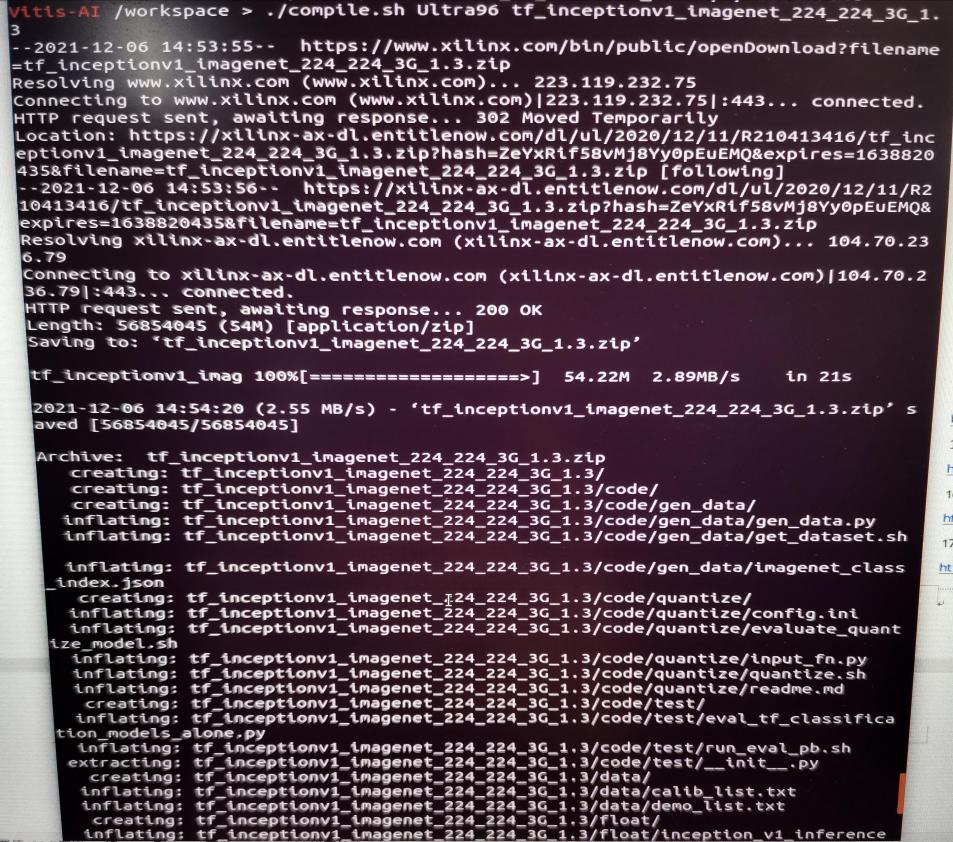 Vitis-AI /workspace > ./compile.sh Ultra96 tf_inceptionv1_imagenet_224_224_3G_1.
3
--2021-12-06 14:53:55--  https://www.xilinx.com/bin/public/openDownload?filename
=tf_inceptionv1_imagenet_224_224_3G_1.3.zip
Resolving www.xilinx.com (www.xilinx.com)... 223.119.232.75
Connecting to www.xilinx.com (www.xilinx.com)|223.119.232.75|:443... connected.
HTTP request sent, awaiting response... 302 Moved Temporarily
Location: https://xilinx-ax-dl.entitlenow.com/dl/ul/2020/12/11/R210413416/tf_inc
eptionv1_imagenet_224_224_3G_1.3.zip?hash=ZeYxRif58vMj8Yy0pEuEMQ&expires=1638820
435&filename=tf_inceptionv1_imagenet_224_224_3G_1.3.zip [following]
--2021-12-06 14:53:56--  https://xilinx-ax-dl.entitlenow.com/dl/ul/2020/12/11/R2
10413416/tf_inceptionv1_imagenet_224_224_3G_1.3.zip?hash=ZeYxRif58vMj8Yy0pEuEMQ&
expires=1638820435&filename=tf_inceptionv1_imagenet_224_224_3G_1.3.zip
Resolving xilinx-ax-dl.entitlenow.com (xilinx-ax-dl.entitlenow.com)... 104.70.23
6.79
Connecting to xilinx-ax-dl.entitlenow.com (xilinx-ax-dl.entitlenow.com)|104.70.2
36.79|:443... connected.
HTTP request sent, awaiting response... 200 OK
Length: 56854045 (54M) [application/zip]
Saving to: ‘tf_inceptionv1_imagenet_224_224_3G_1.3.zip’
tf_inceptionv1_imag 100%[===================>]  54.22M  2.89MB/s    in 21s
2021-12-06 14:54:20 (2.55 MB/s) - ‘tf_inceptionv1_imagenet_224_224_3G_1.3.zip’ s
aved [56854045/56854045]
Archive:  tf_inceptionv1_imagenet_224_224_3G_1.3.zip
creating: tf_inceptionv1_imagenet_224_224_3G_1.3/
creating: tf_inceptionv1_imagenet_224_224_3G_1.3/code/
creating: tf_inceptionv1_imagenet_224_224_3G_1.3/code/gen_data/
inflating: tf_inceptionv1_imagenet_224_224_3G_1.3/code/gen_data/gen_data.py
inflating: tf_inceptionv1_imagenet_224_224_3G_1.3/code/gen_data/get_dataset.sh
inflating: tf_inceptionv1_imagenet_224_224_3G_1.3/code/gen_data/imagenet_class
_index.json
creating: tf_inceptionv1_imagenet_224_224_3G_1.3/code/quantize/
inflating: tf_inceptionv1_imagenet_224_224_3G_1.3/code/quantize/config.ini
inflating: tf_inceptionv1_imagenet_224_224_3G_1.3/code/quantize/evaluate_quant
ize_model.sh
inflating: tf_inceptionv1_imagenet_224_224_3G_1.3/code/quantize/input_fn.py
inflating: tf_inceptionv1_imagenet_224_224_3G_1.3/code/quantize/quantize.sh
inflating: tf_inceptionv1_imagenet_224_224_3G_1.3/code/quantize/readme.md
creating: tf_inceptionv1_imagenet_224_224_3G_1.3/code/test/
inflating: tf_inceptionv1_imagenet_224_224_3G_1.3/code/test/eval_tf_classifica
tion_models_alone.py
inflating: tf_inceptionv1_imagenet_224_224_3G_1.3/code/test/run_eval_pb.sh
extracting: tf_inceptionv1_imagenet_224_224_3G_1.3/code/test/__init__.py
creating: tf_inceptionv1_imagenet_224_224_3G_1.3/data/
inflating: tf_inceptionv1_imagenet_224_224_3G_1.3/data/calib_list.txt
inflating: tf_inceptionv1_imagenet_224_224_3G_1.3/data/demo_list.txt
creating: tf_inceptionv1_imagenet_224_224_3G_1.3/float/
inflating: tf_inceptionv1_imagenet_224_224_3G_1.3/float/inception_v1_inference